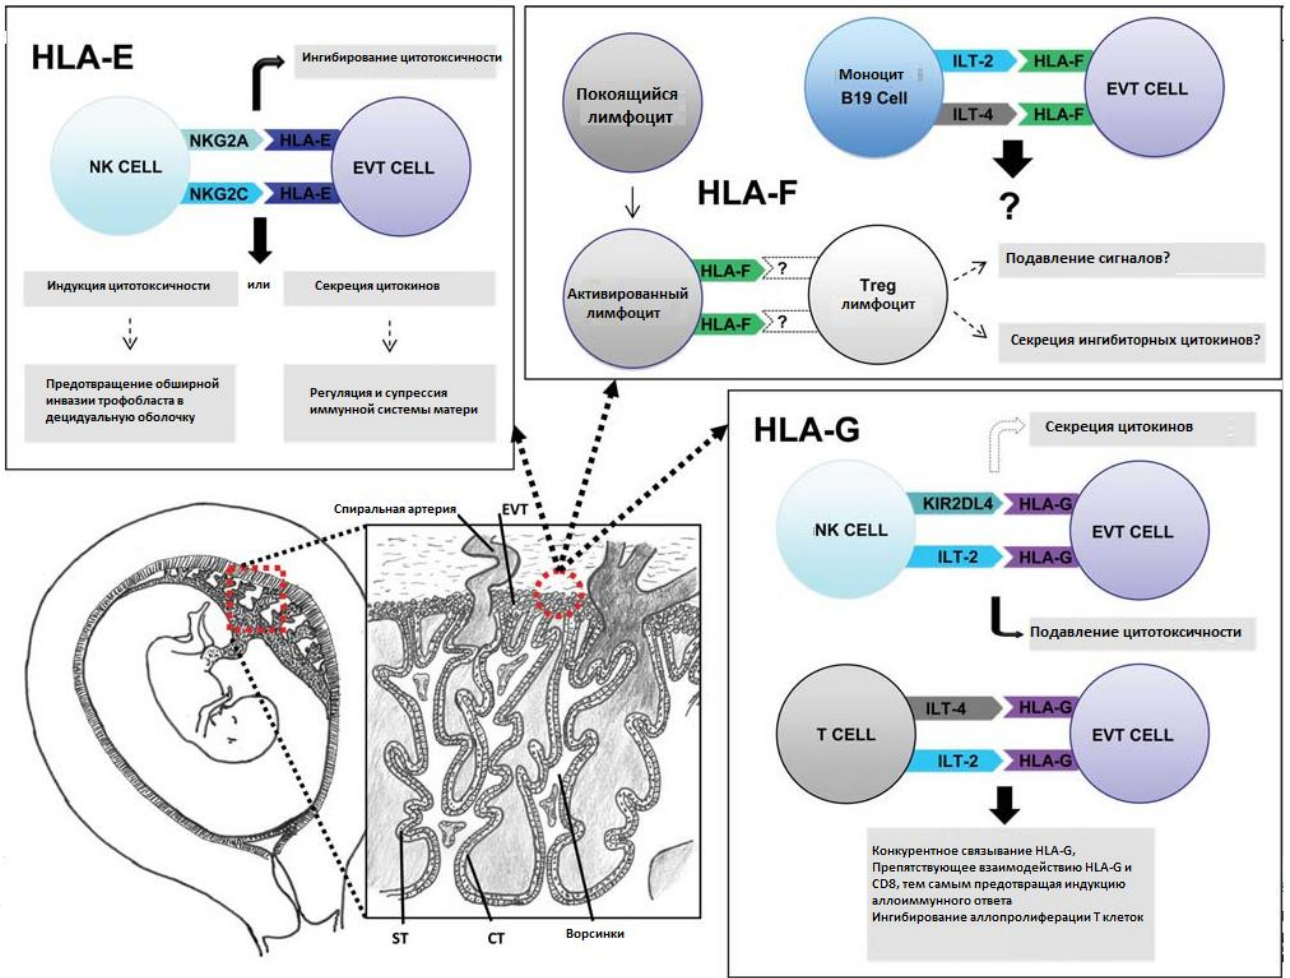 HLA-E
Ингибирование цитотоксичности
NK CELL
NKG2A
HLA-E
NKG2C
HLA-E
EVT CELL
Индукция цитотоксичности
или
Секреция цитокинов
Предотвращение обширной
инвазии трофобласта в
децидуальную оболочку
Регуляция и супрессия
иммунной системы матери
Покоящийся
лимфоцит
Моноцит
B19 Cell
ILT-2
HLA-F
ILT-4
HLA-F
EVT CELL
?
HLA-F
Активированный
лимфоцит
HLA-F
?
HLA-F
?
Treg
лимфоцит
Подавление сигналов?
Секреция ингибиторных цитокинов?
HLA-G
Секреция цитокинов
NK CELL
KIR2DL4
HLA-G
ILT-2
HLA-G
EVT CELL
Подавление цитотоксичности
T CELL
ILT-4
HLA-G
ILT-2
HLA-G
EVT CELL
Конкурентное связывание HLA-G,
Препятствующее взаимодействию HLA-G и
CD8, тем самым предотвращая индукцию
аллоиммунного ответа
Ингибирование аллопролиферации Т клеток
Спиральная артерия
EVT
ST
CT
Ворсинки